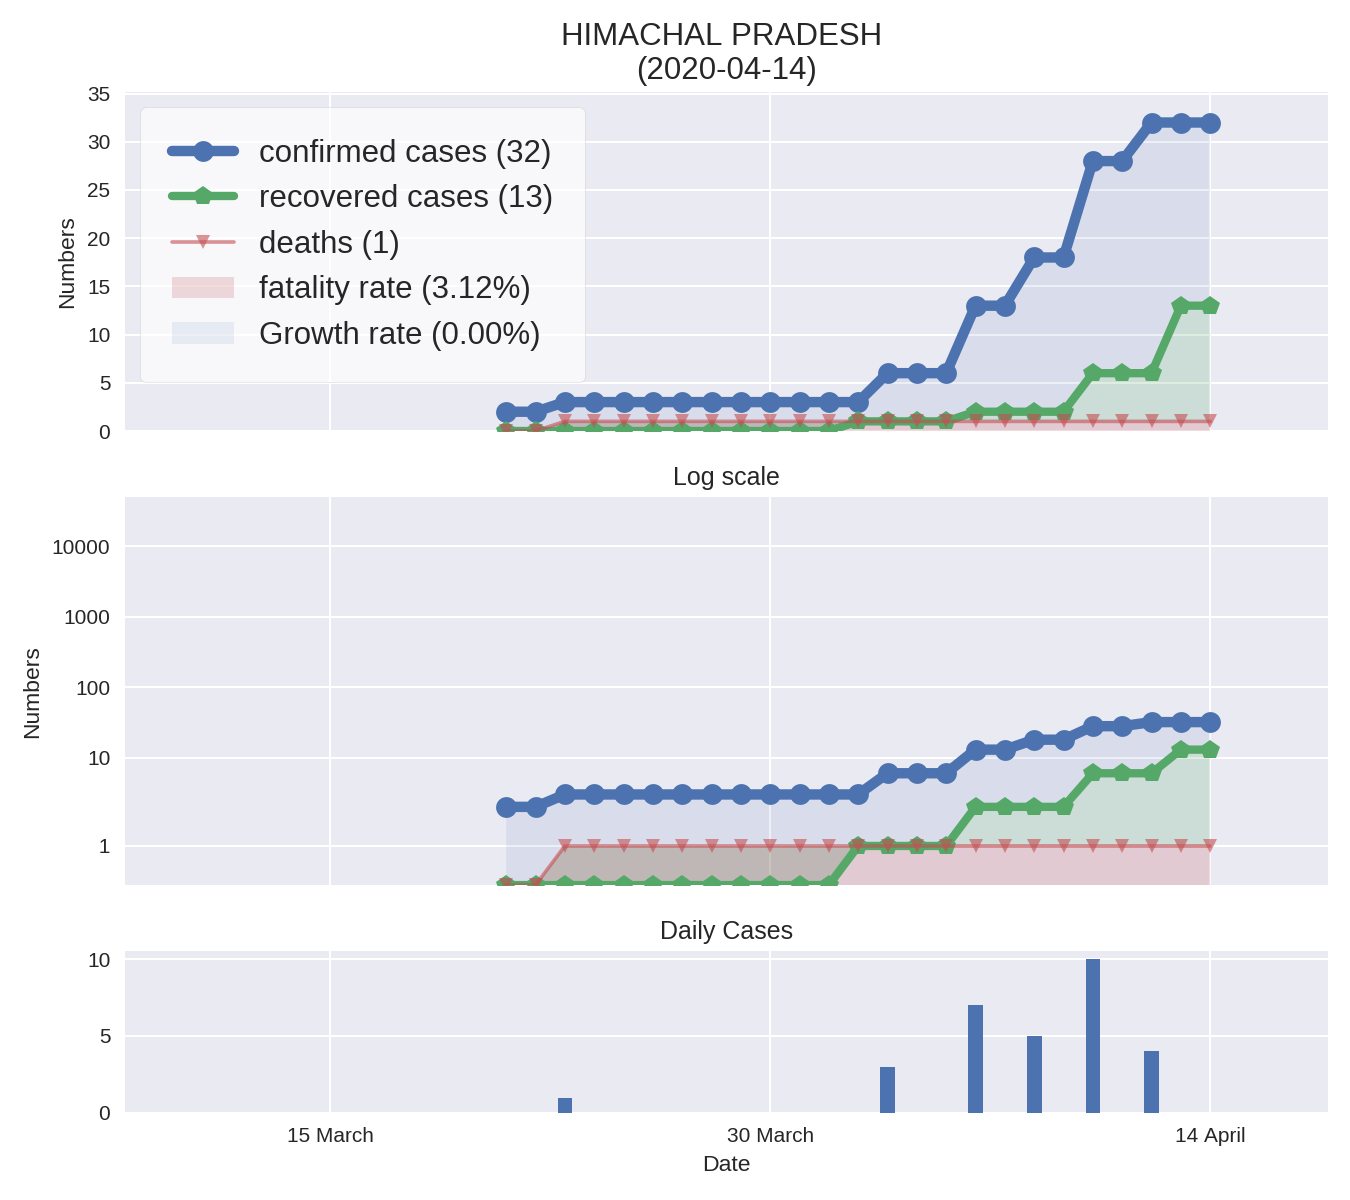 HIMACHAL PRADESH
(2020-04-14)
35
30
25
20
15
10
5
0
Numbers
confirmed cases (32)
recovered cases (13)
deaths (1)
fatality rate (3.12%)
Growth rate (0.00%)
Log scale
10000
1000
100
10
1
Numbers
Daily Cases
10
5
0
15 March
30 March
14 April
Date